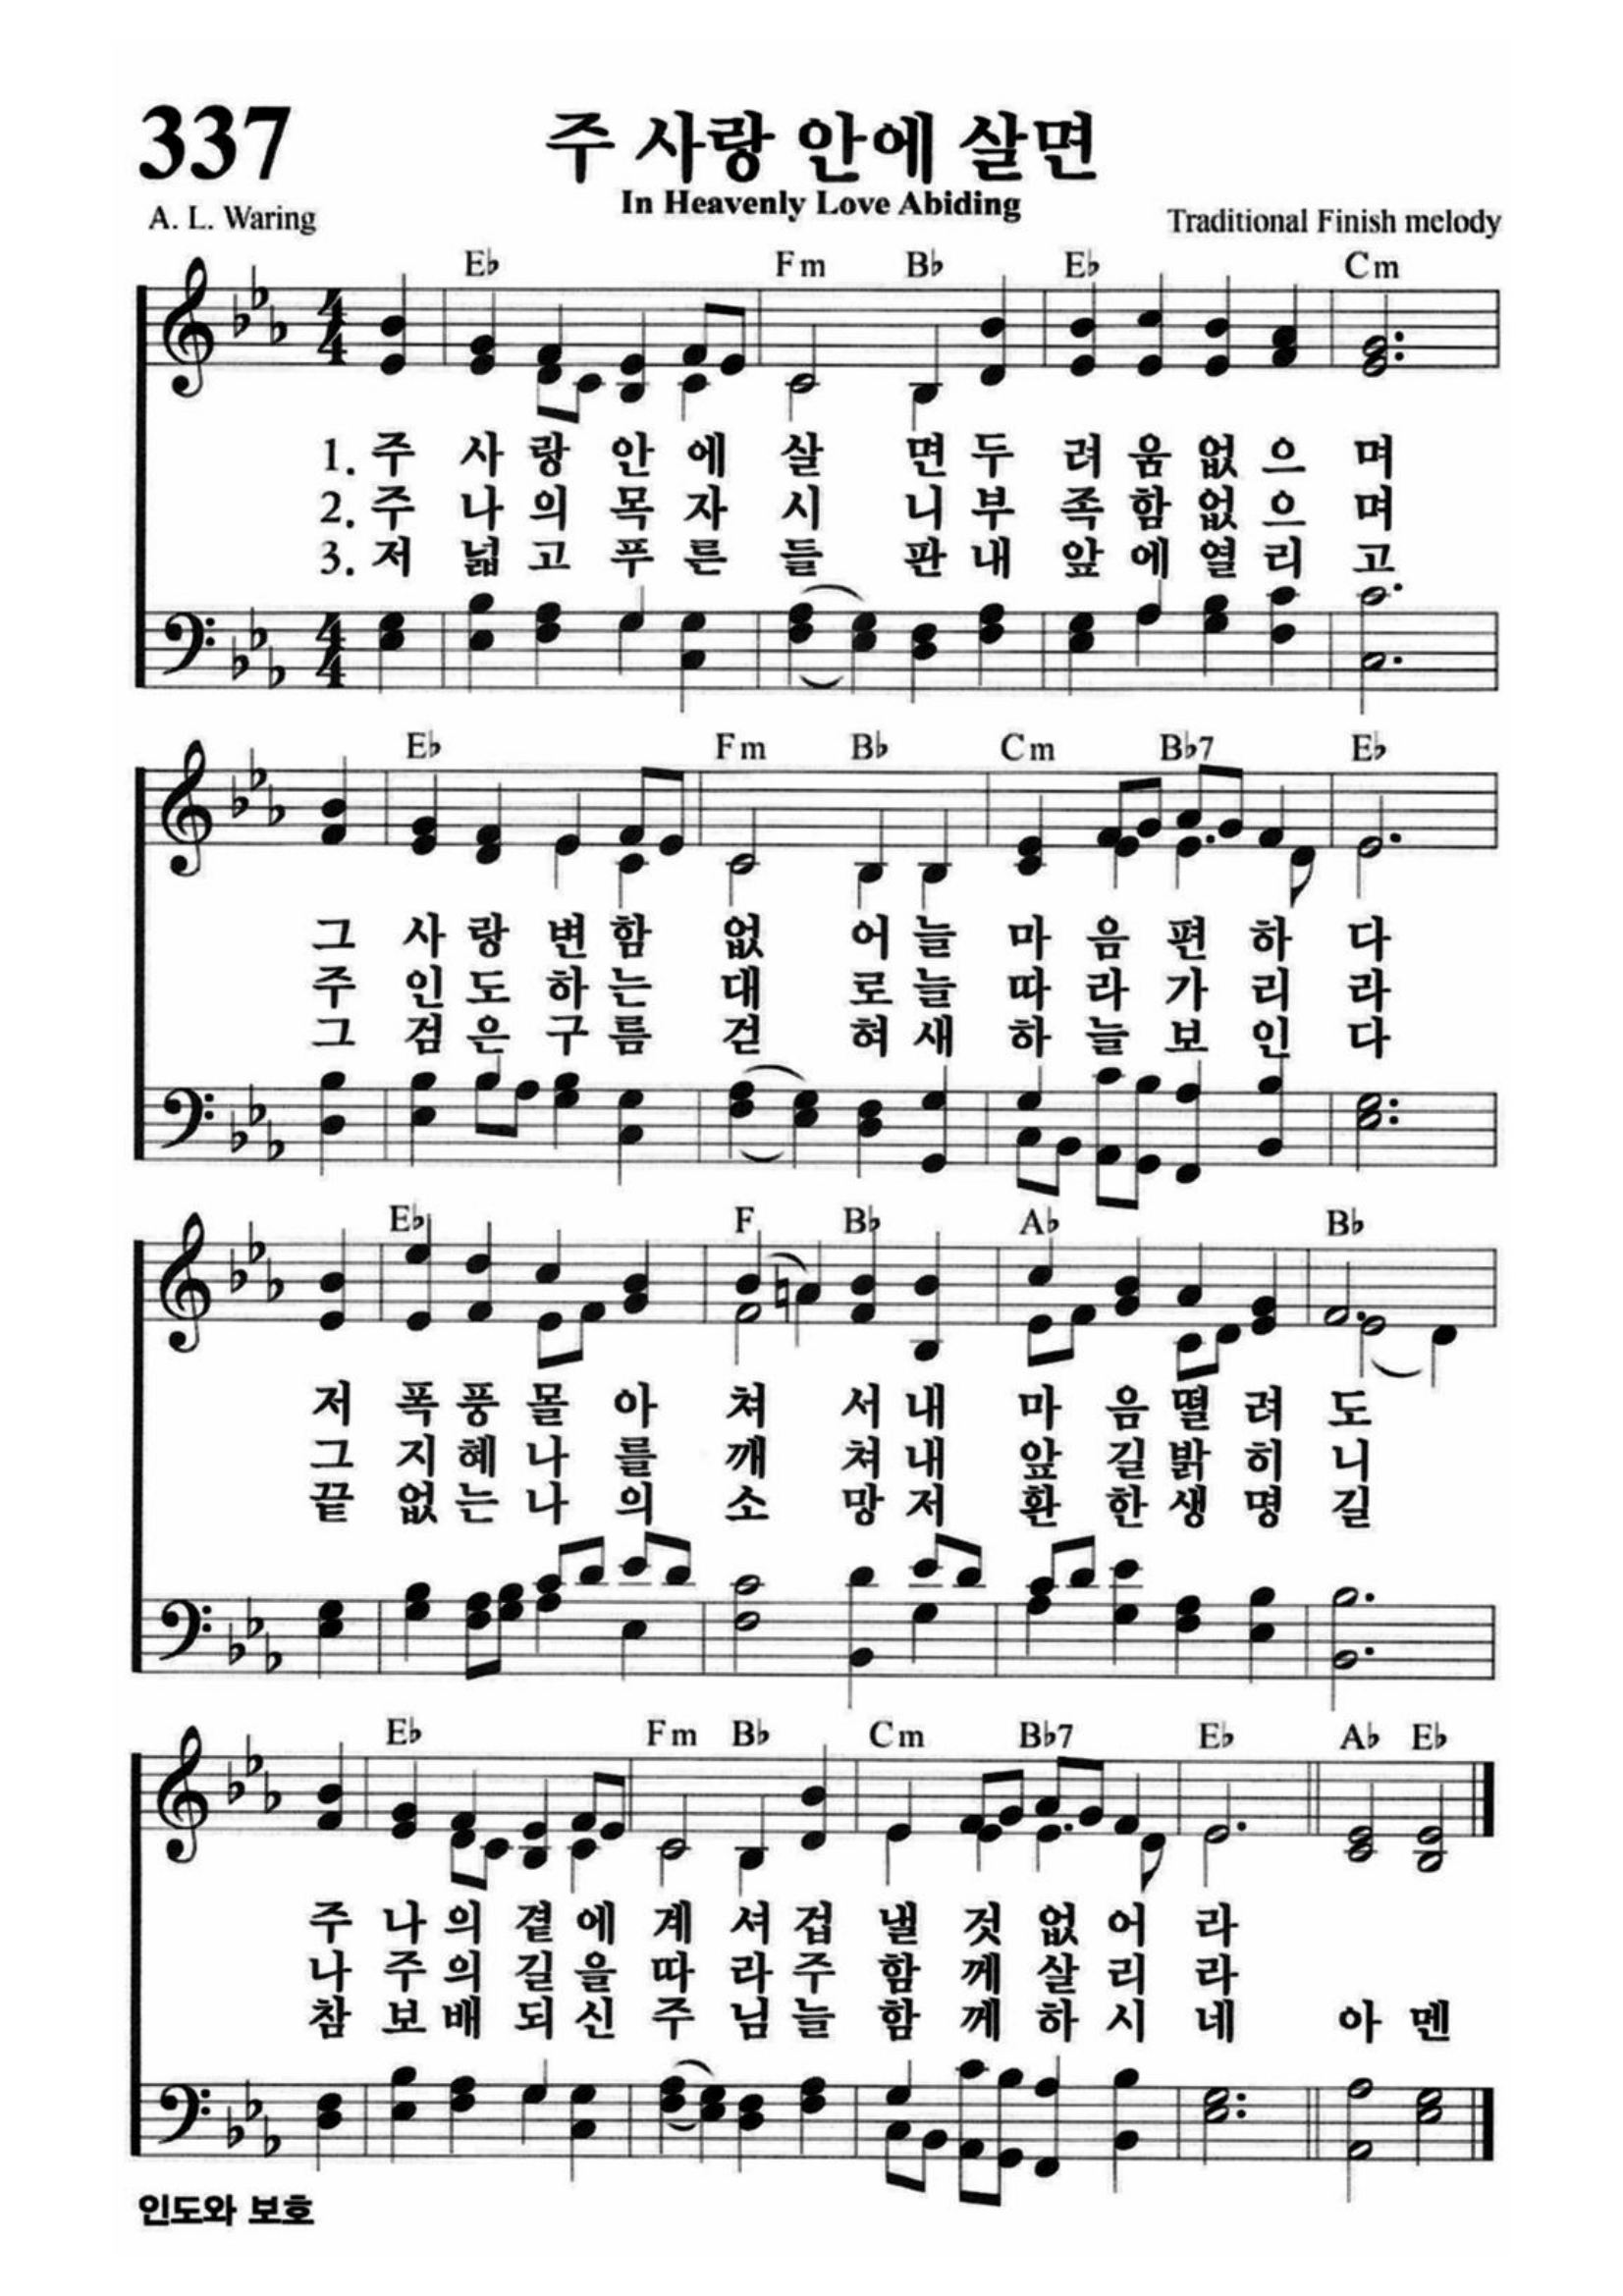 337
주 사랑 안에 살면
In Heavenly Love Abiding
A. L. Waring
Traditional Finish melody
E♭ Fm B♭ E♭ Cm
1. 주 사 랑 안 에 살 면 두 려 움 없 으 며
2. 주 나 의 목 자 시 니 부 족 함 없 으 며
3. 저 넓 고 푸 른 들 판 내 앞 에 열 리 고
E♭ Fm B♭ Cm B♭7 E♭
그 사 랑 변 함 없 어 늘 마 음 편 하 다
주 인 도 하 는 대 로 늘 따 라 가 리 라
그 검 은 구 름 걷 혀 새 하 늘 보 인 다
E♭ F B♭ A♭ B♭
저 폭 풍 몰 아 쳐 서 내 마 음 떨 려 도
그 지 혜 나 를 깨 쳐 내 앞 길 밝 히 니
끝 없 는 나 의 소 망 저 환 한 생 명 길
E♭ Fm B♭ Cm B♭7 E♭ A♭ E♭
주 나 의 곁 에 계 셔 겁 낼 것 없 어 라
나 주 의 길 을 따 라 주 함 께 살 리 라
참 보 배 되 신 주 님 늘 함 께 하 시 네 아 멘
인도와 보호